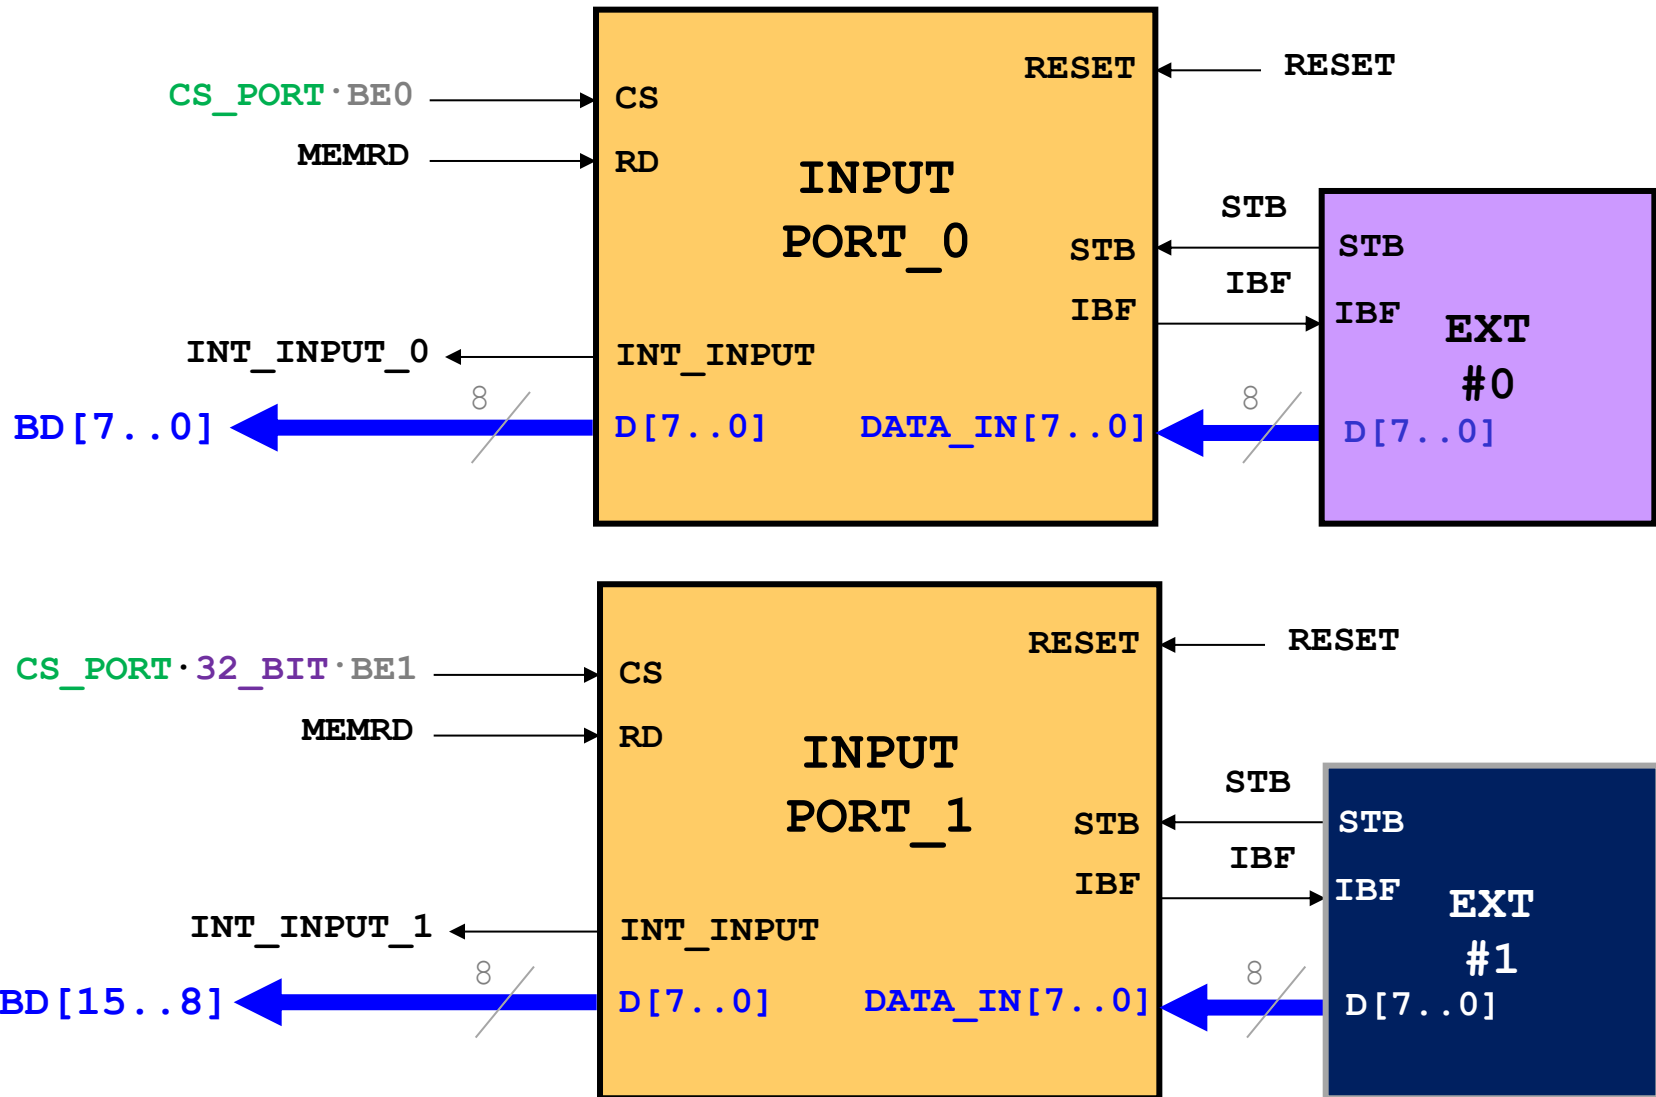 RESET
RESET
CS_PORT·BE0
CS
MEMRD
RD
INPUT
PORT_0
STB
STB
STB
IBF
IBF
IBF
EXT
#0
INT_INPUT_0
INT_INPUT
8
8
BD[7..0]
D[7..0]
DATA_IN[7..0]
D[7..0]
RESET
RESET
CS_PORT·32_BIT·BE1
CS
MEMRD
RD
INPUT
PORT_1
STB
STB
STB
IBF
IBF
IBF
EXT
#1
INT_INPUT_1
INT_INPUT
8
8
BD[15..8]
D[7..0]
DATA_IN[7..0]
D[7..0]